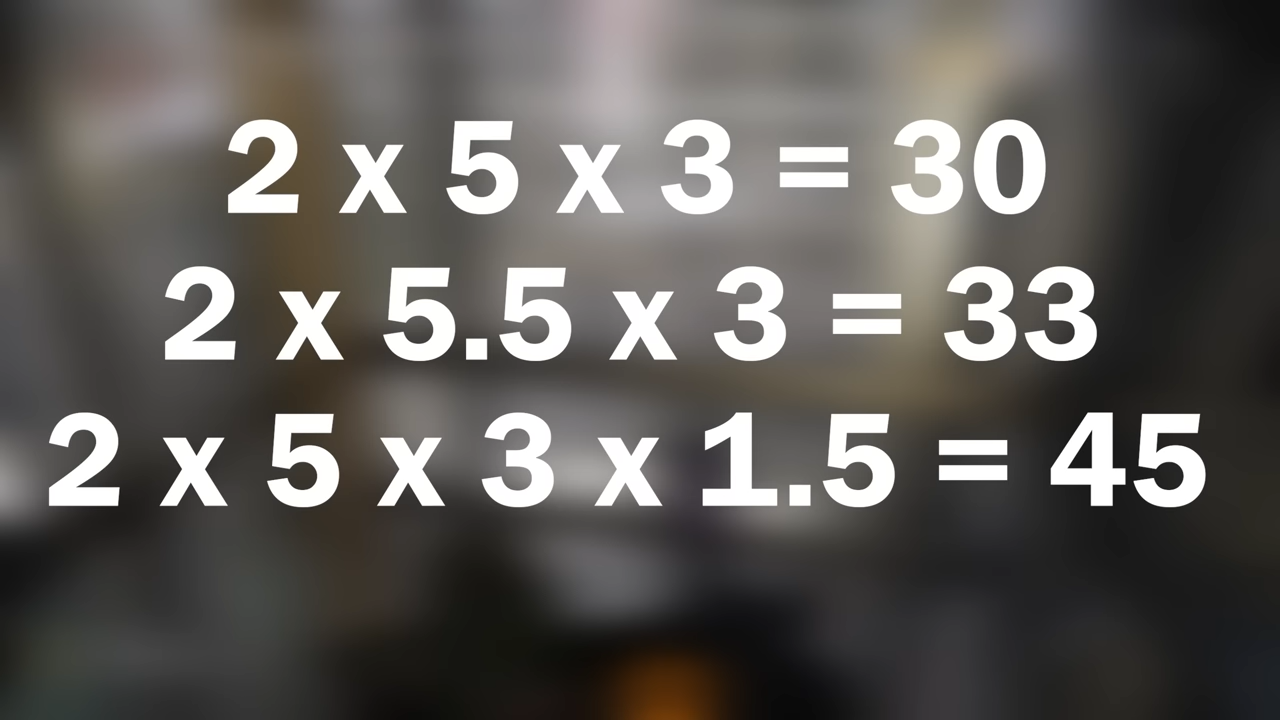 2 x 5 x 3 = 30
2 x 5.5 x 3 = 33
2 x 5 x 3 x 1.5 = 45